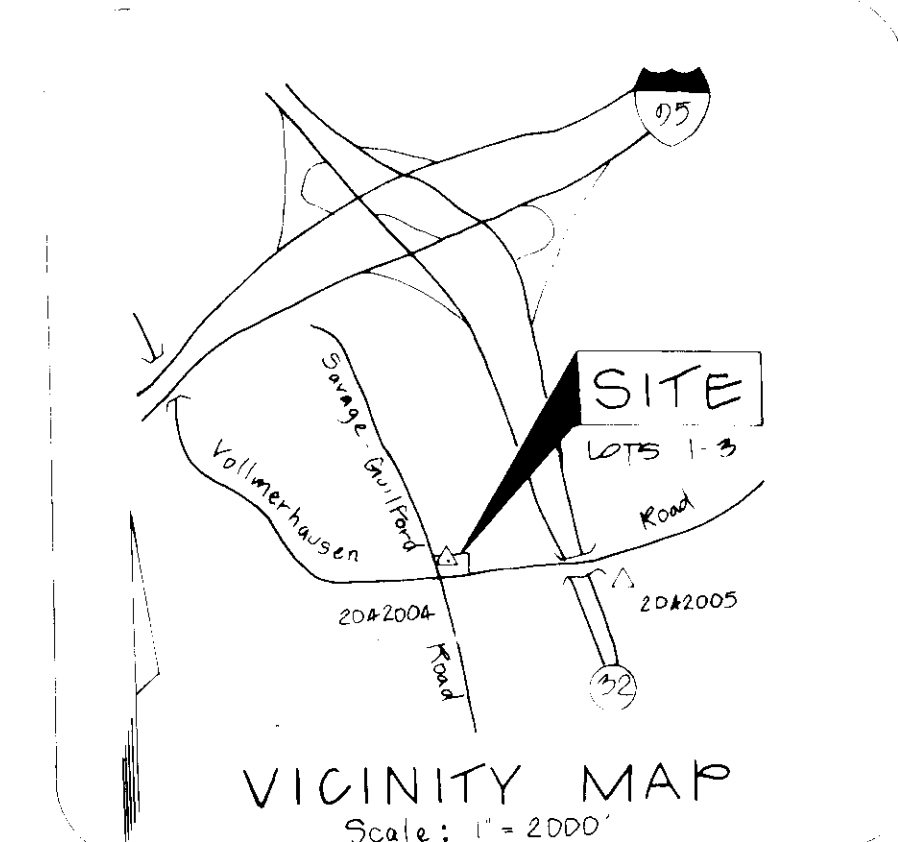 95
SITE
LOTS 1-3
Savage-Guilford
Road
Vollmerhausen
Road
20A2004
20A2005
32
VICINITY MAP
Scale: 1" = 2000'